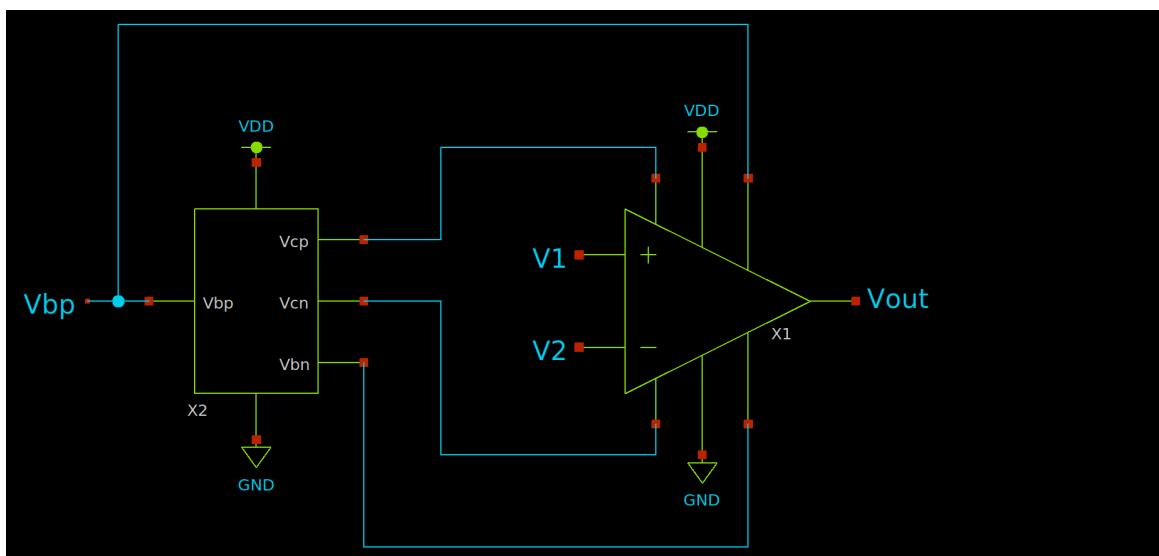 VDD
VDD
Vcp
V1
+
Vbp
Vbp
Vcn
Vout
X1
V2
−
Vbn
X2
GND
GND